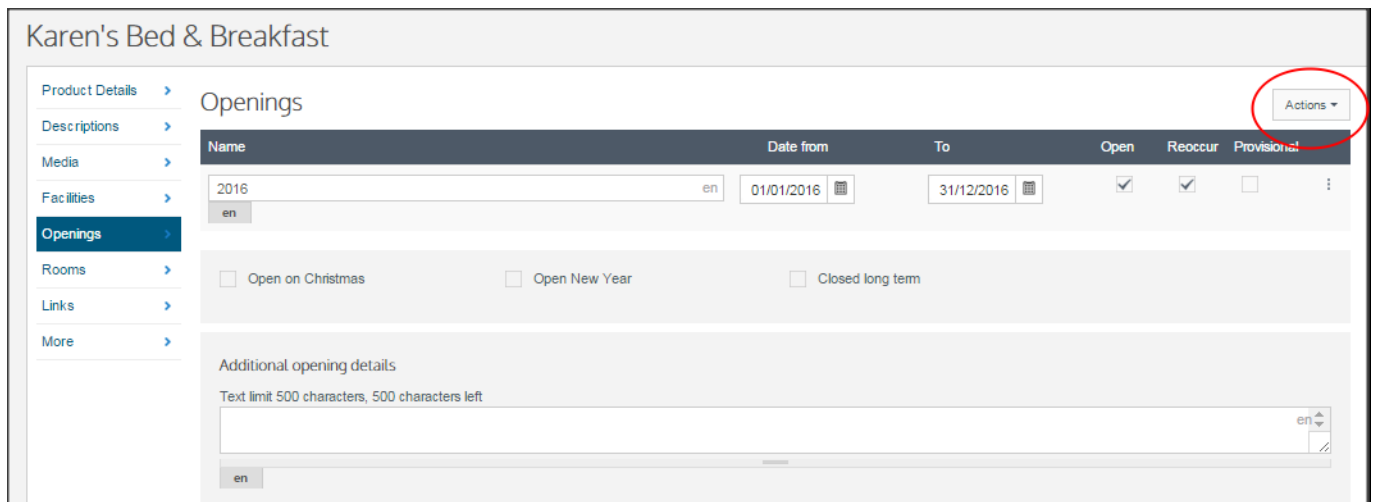 Karen's Bed & Breakfast
Product Details
Descriptions
Media
Facilities
Openings
Rooms
Links
More
Openings
Actions
Name Date from To Open Reoccur Provisional
2016 en 01/01/2016 31/12/2016
en
Open on Christmas Open New Year Closed long term
Additional opening details
Text limit 500 characters, 500 characters left
en
en